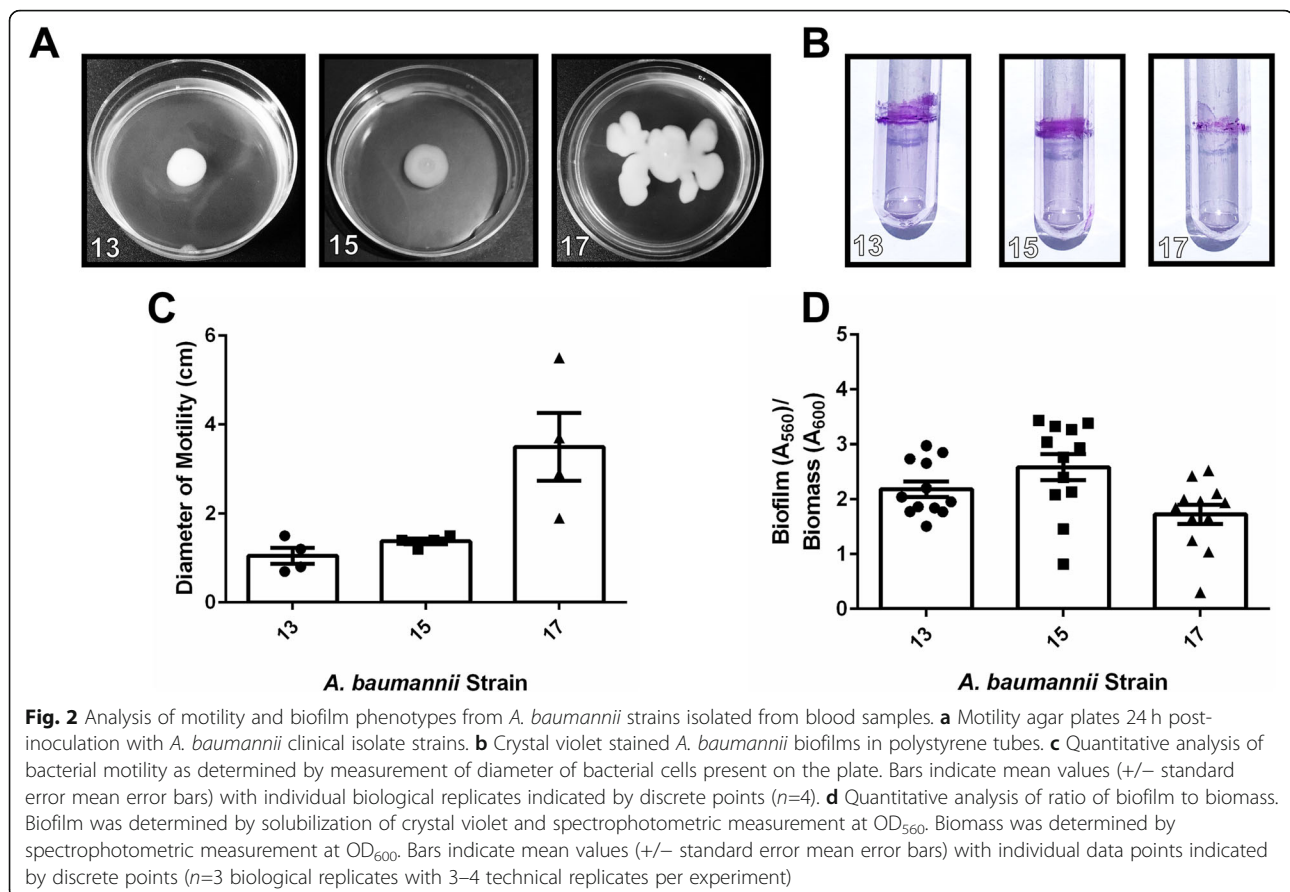 A
B
13
15
17
13
15
17
C
D
Diameter of Motility (cm)
6
4
2
0
13
15
17
A. baumannii Strain
Biofilm (A560)/
Biomass (A600)
5
4
3
2
1
0
13
15
17
A. baumannii Strain
Fig. 2 Analysis of motility and biofilm phenotypes from A. baumannii strains isolated from blood samples. a Motility agar plates 24 h post-
inoculation with A. baumannii clinical isolate strains. b Crystal violet stained A. baumannii biofilms in polystyrene tubes. c Quantitative analysis of
bacterial motility as determined by measurement of diameter of bacterial cells present on the plate. Bars indicate mean values (+/− standard
error mean error bars) with individual biological replicates indicated by discrete points (n=4). d Quantitative analysis of ratio of biofilm to biomass.
Biofilm was determined by solubilization of crystal violet and spectrophotometric measurement at OD560. Biomass was determined by
spectrophotometric measurement at OD600. Bars indicate mean values (+/− standard error mean error bars) with individual data points indicated
by discrete points (n=3 biological replicates with 3–4 technical replicates per experiment)